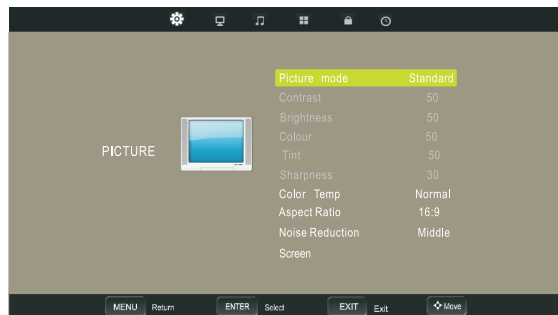 Picture mode Standard
Contrast 50
Brightness 50
Colour 50
Tint 50
Sharpness 30
Color Temp Normal
Aspect Ratio 16:9
Noise Reduction Middle
Screen
PICTURE
MENU Return ENTER Select EXIT Exit Move